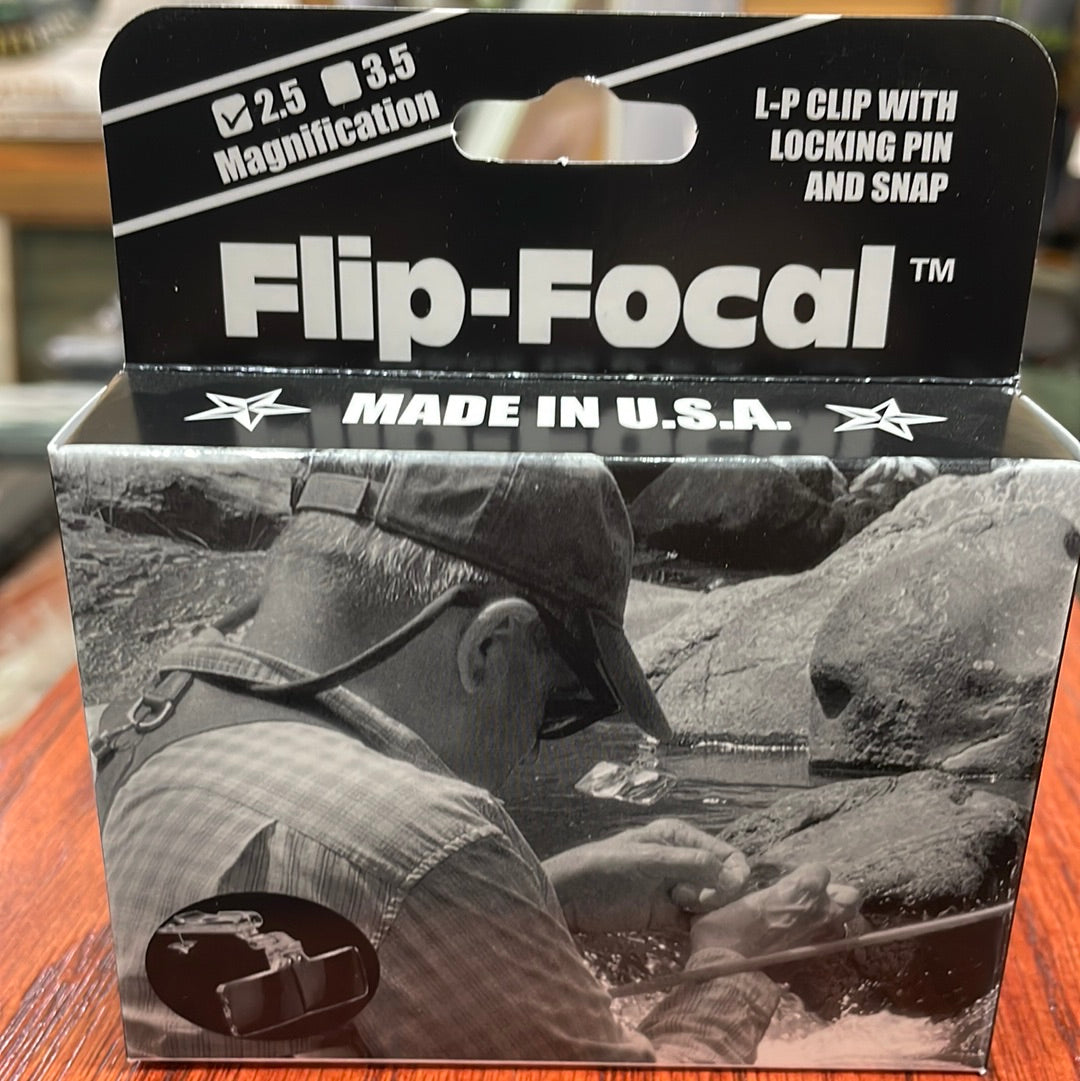 2.5 3.5
Magnification
L-P CLIP WITH
LOCKING PIN
AND SNAP
Flip-Focal™
MADE IN U.S.A.